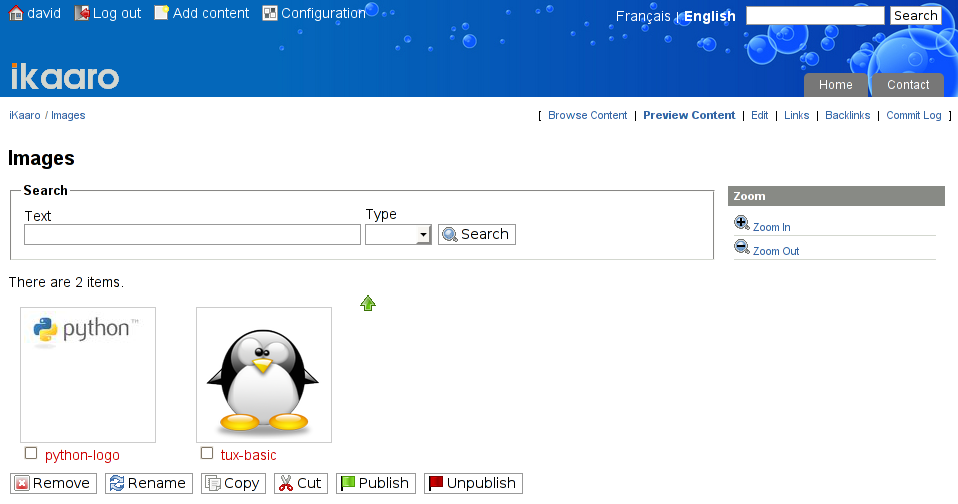 david Log out Add content Configuration Français | English Search
ikaaro
Home Contact
iKaaro / Images [ Browse Content | Preview Content | Edit | Links | Backlinks | Commit Log ]
Images
Search
Zoom
Text Type
Search
Zoom In
Zoom Out
There are 2 items.
python™
python-logo tux-basic
Remove Rename Copy Cut Publish Unpublish